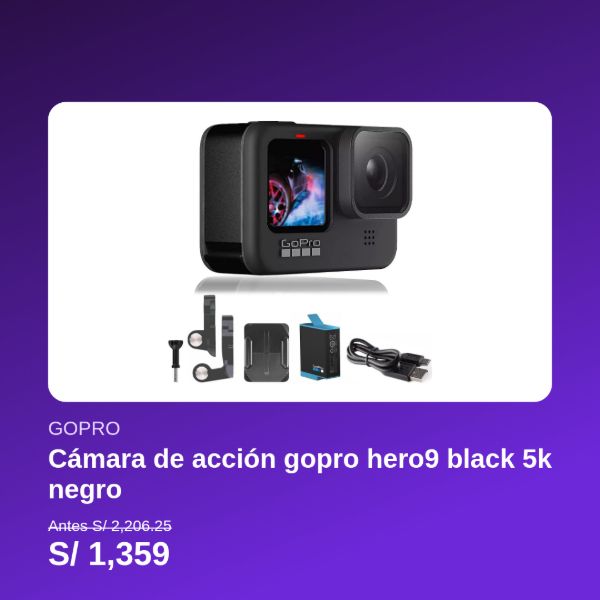 GoPro
GOPRO
Cámara de acción gopro hero9 black 5k
negro
Antes S/ 2,206.25
S/ 1,359